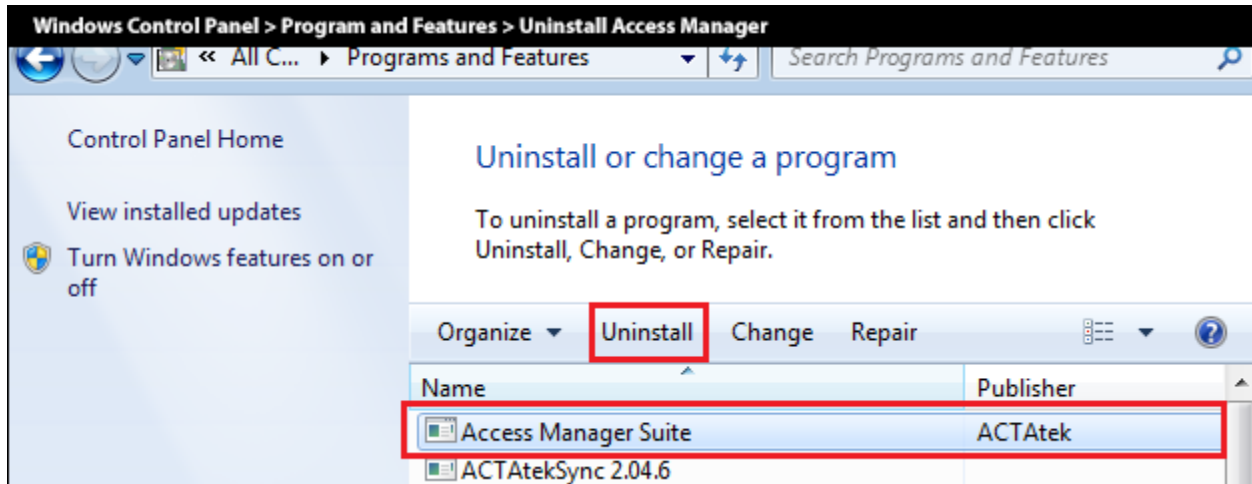 Windows Control Panel > Program and Features > Uninstall Access Manager
« All C... ▸ Programs and Features
Search Programs and Features
Control Panel Home
Uninstall or change a program
View installed updates
To uninstall a program, select it from the list and then click
Uninstall, Change, or Repair.
Turn Windows features on or
off
Organize Uninstall Change Repair
Name Publisher
Access Manager Suite ACTAtek
ACTAtekSync 2.04.6